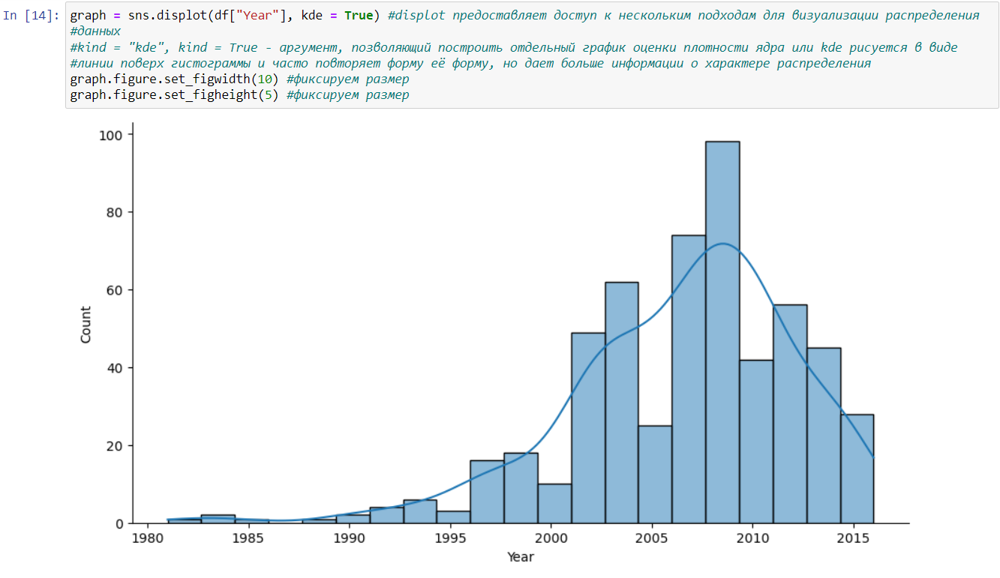 In [14]: graph = sns.displot(df["Year"], kde = True) #displot предоставляет доступ к нескольким подходам для визуализации распределения
#данных
#kind = "kde", kind = True - аргумент, позволяющий построить отдельный график оценки плотности ядра или kde рисуется в виде
#линии поверх гистограммы и часто повторяет форму её форму, но дает больше информации о характере распределения
graph.figure.set_figwidth(10) #фиксируем размер
graph.figure.set_figheight(5) #фиксируем размер
100
80
60
40
20
0
Count
1980 1985 1990 1995 2000 2005 2010 2015
Year